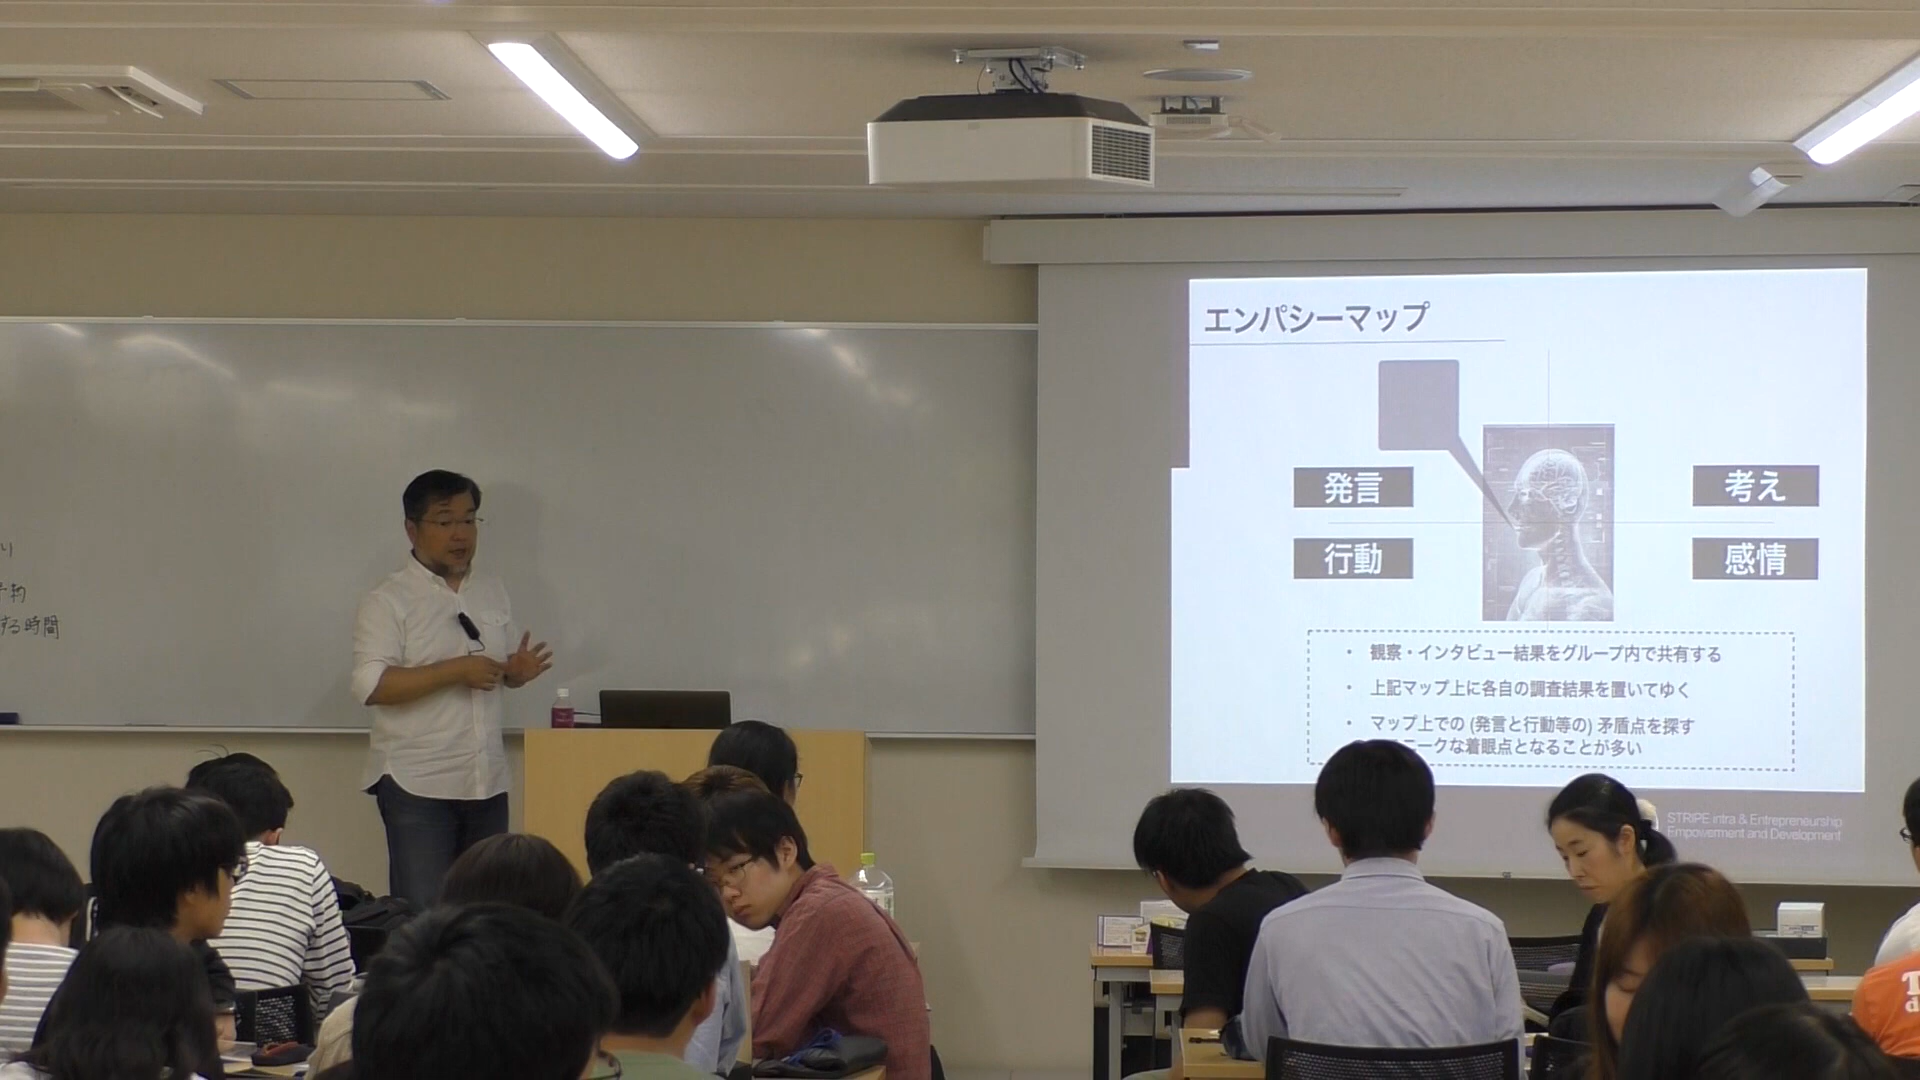 エンパシーマップ
発言
考え
行動
感情
・ 観察・インタビュー結果をグループ内で共有する
・ 上記マップ上に各自の調査結果を置いてゆく
・ マップ上での (発言と行動等の) 矛盾点を探す
ニークな着眼点となることが多い
STRIPE intra & Entrepreneurship
Empowerment and Development
する時間